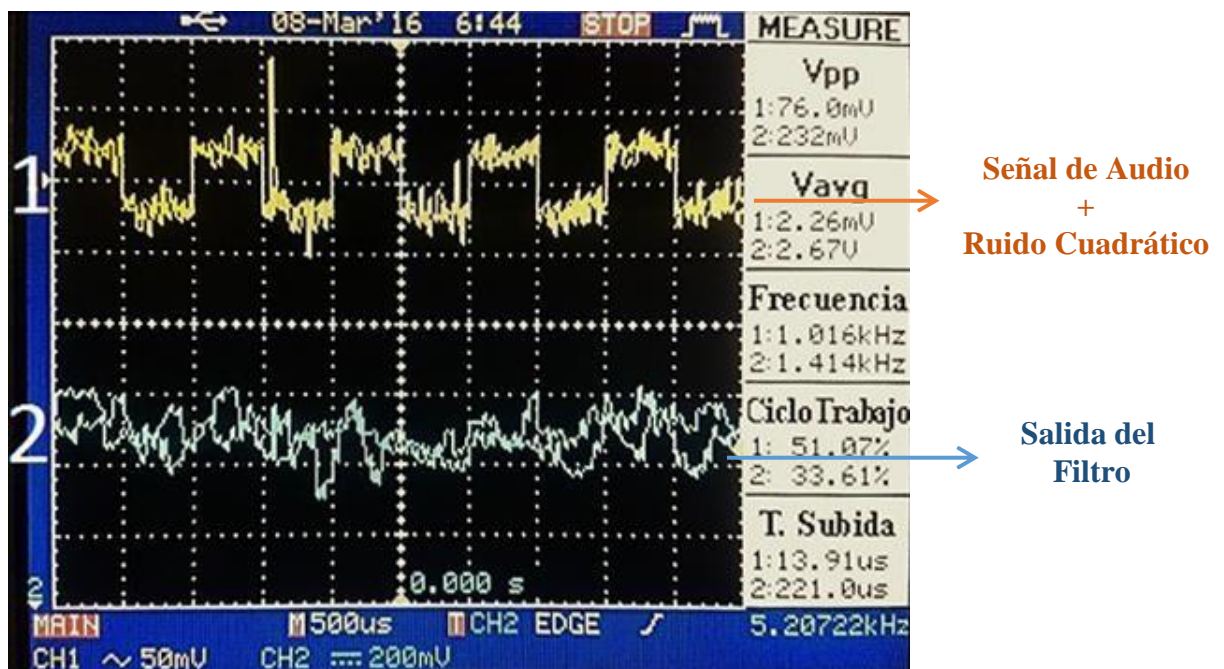 08-Mar'16 6:44 STOP
MEASURE
Vpp
1:76.0mV
2:232mV
Vavg
1:2.26mV
2:2.67V
Frecuencia
1:1.016kHz
2:1.414kHz
Ciclo Trabajo
1: 51.07%
2: 33.61%
T. Subida
1:13.91us
2:221.0us
1
2
2
0.000 s
MAIN M 500us T CH2 EDGE 5.20722kHz
CH1 ~ 50mV CH2 200mV
Señal de Audio
+
Ruido Cuadrático
Salida del
Filtro